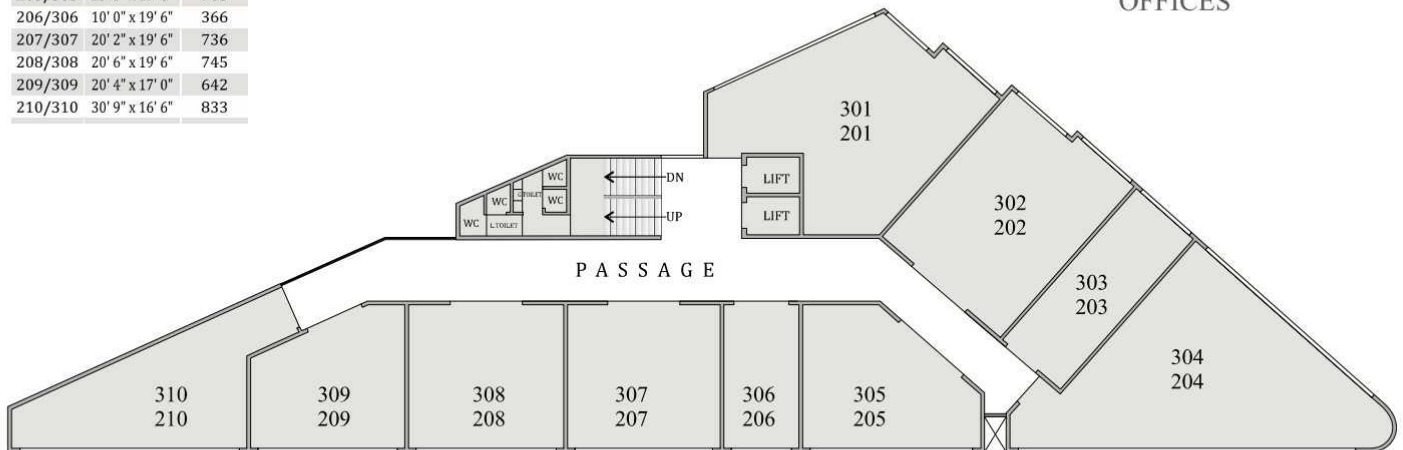 OFFICES
206/306 10' 0" x 19' 6" 366
207/307 20' 2" x 19' 6" 736
208/308 20' 6" x 19' 6" 745
209/309 20' 4" x 17' 0" 642
210/310 30' 9" x 16' 6" 833
301
201
LIFT
LIFT
DN
UP
WC
WC
WC
WC
L.TOILET
302
202
PASSAGE
303
203
304
204
310
210
309
209
308
208
307
207
306
206
305
205